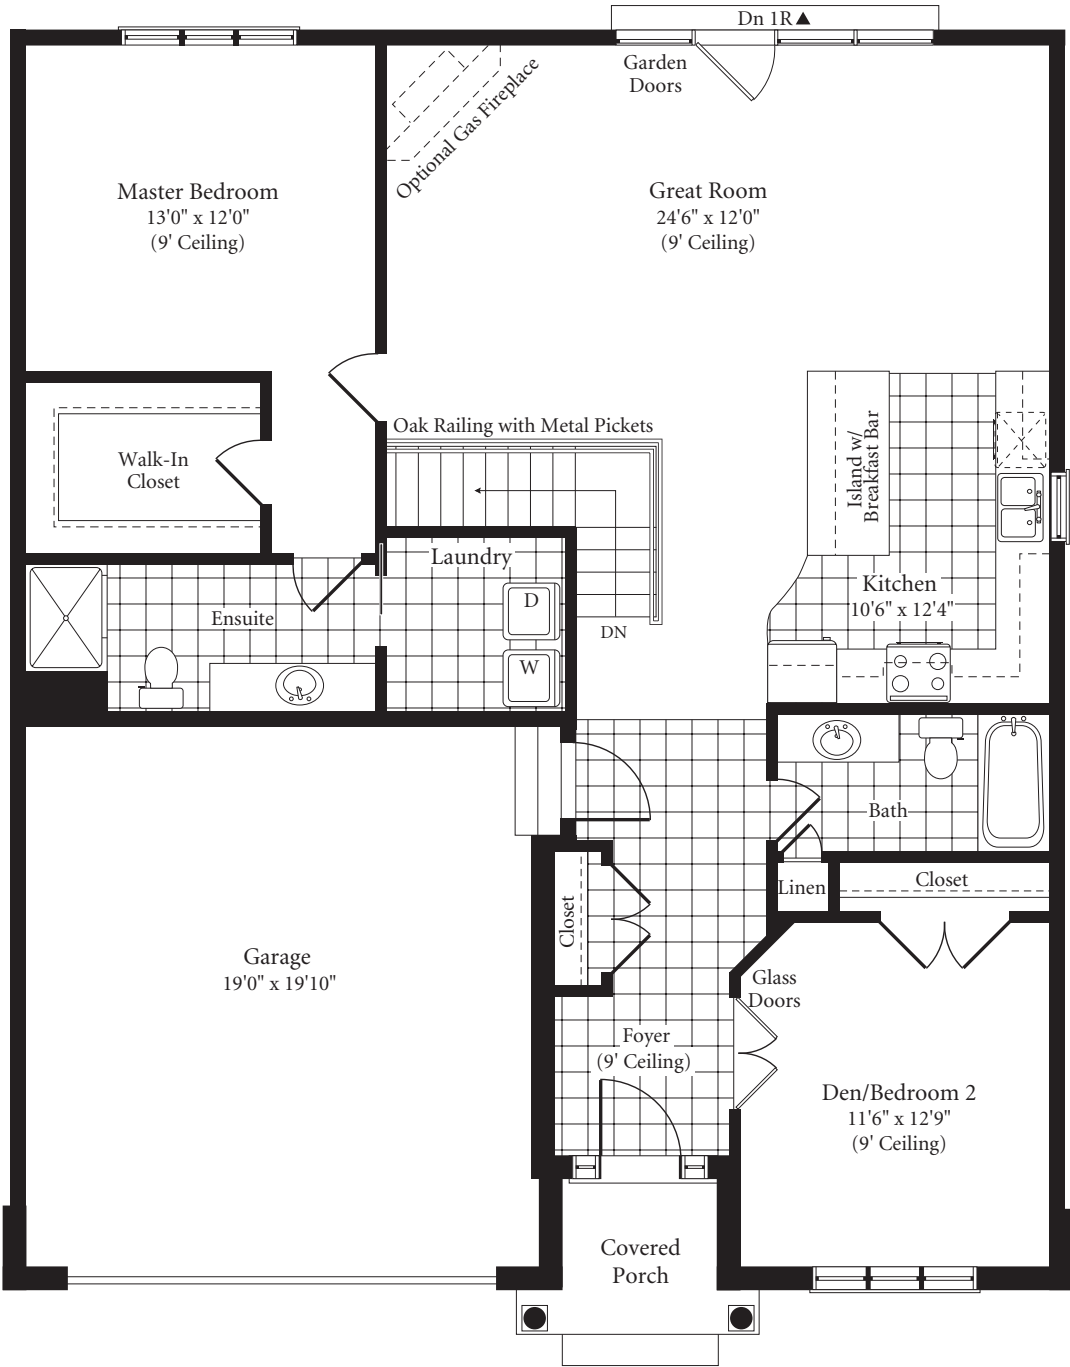 Dn 1R▲
Garden
Doors
Optional Gas Fireplace
Master Bedroom
13'0" x 12'0"
(9' Ceiling)
Great Room
24'6" x 12'0"
(9' Ceiling)
Oak Railing with Metal Pickets
Walk-In
Closet
Island w/
Breakfast Bar
Laundry
Kitchen
10'6" x 12'4"
D
Ensuite
DN
W
Bath
Linen
Closet
Closet
Garage
19'0" x 19'10"
Glass
Doors
Foyer
(9' Ceiling)
Den/Bedroom 2
11'6" x 12'9"
(9' Ceiling)
Covered
Porch